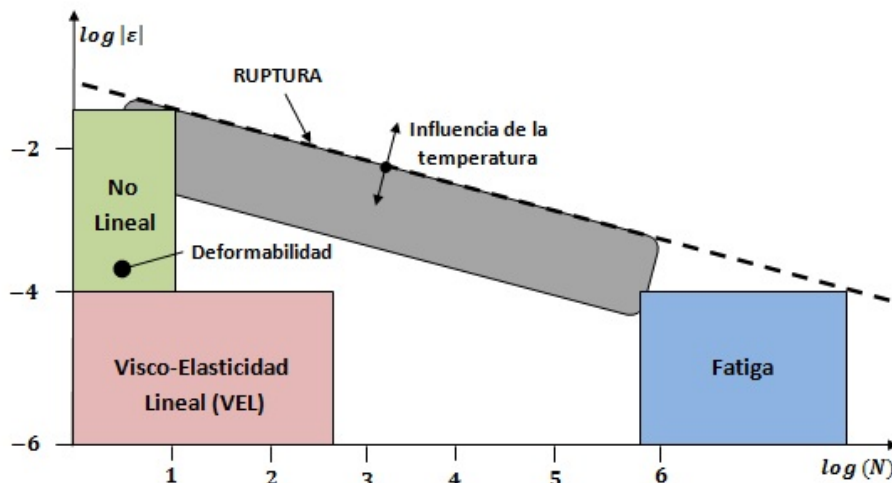 log |ε|
RUPTURA
Influencia de la
temperatura
−2
No
Lineal
Deformabilidad
−4
Visco-Elasticidad
Lineal (VEL)
Fatiga
−6
1 2 3 4 5 6
log (N)